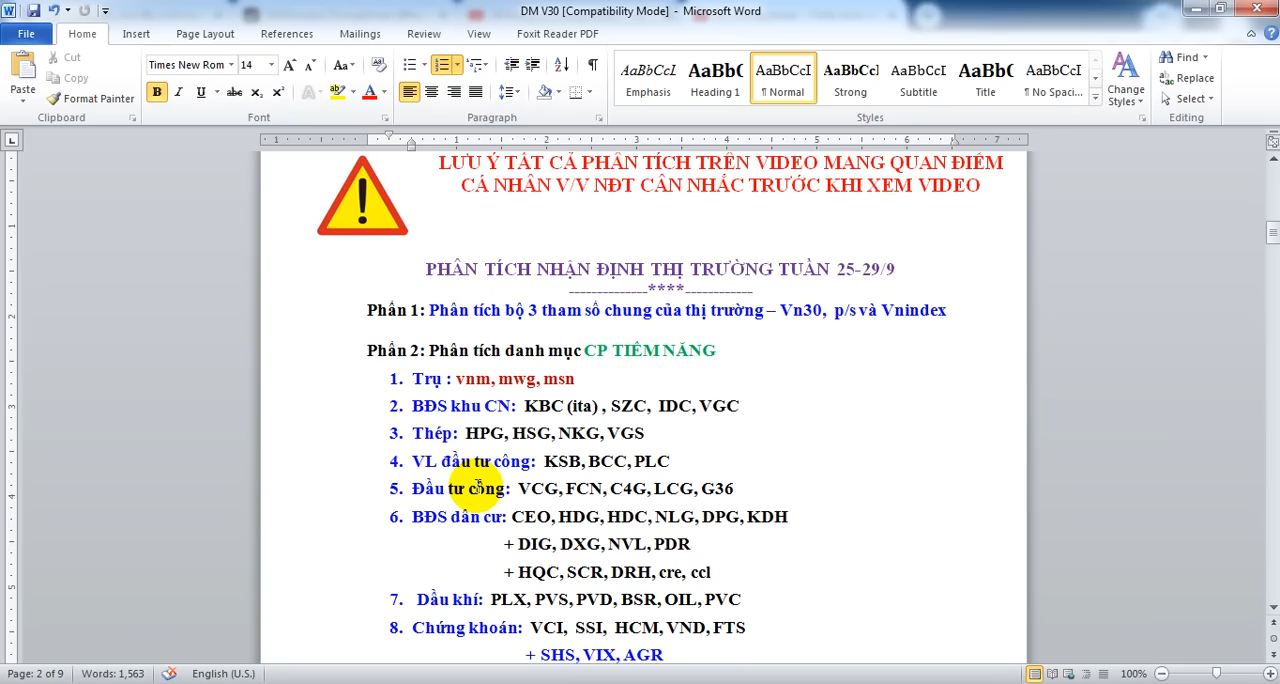 DM V30 [Compatibility Mode] - Microsoft Word
File Home Insert Page Layout References Mailings Review View Foxit Reader PDF
Paste
Cut
Copy
Format Painter
Clipboard
Times New Rom 14
Font
Paragraph
AaBbCcI AaBb( AaBbCcI AaBbCcl AaBbCcI AaBb( AaBbCcI
Emphasis Heading 1 ¶ Normal Strong Subtitle Title ¶ No Spaci...
Change Styles
Styles
Find
Replace
Select
Editing
LƯU Ý TẤT CẢ PHÂN TÍCH TRÊN VIDEO MANG QUAN ĐIỂM
CÁ NHÂN V/V NĐT CÂN NHẮC TRƯỚC KHI XEM VIDEO
PHÂN TÍCH NHẬN ĐỊNH THỊ TRƯỜNG TUẦN 25-29/9
--------------****------------
Phần 1: Phân tích bộ 3 tham số chung của thị trường – Vn30, p/s và Vnindex
Phần 2: Phân tích danh mục CP TIỀM NĂNG
1. Trụ : vnm, mwg, msn
2. BĐS khu CN: KBC (ita) , SZC, IDC, VGC
3. Thép: HPG, HSG, NKG, VGS
4. VL đầu tư công: KSB, BCC, PLC
5. Đầu tư công: VCG, FCN, C4G, LCG, G36
6. BĐS dân cư: CEO, HDG, HDC, NLG, DPG, KDH
+ DIG, DXG, NVL, PDR
+ HQC, SCR, DRH, cre, ccl
7. Dầu khí: PLX, PVS, PVD, BSR, OIL, PVC
8. Chứng khoán: VCI, SSI, HCM, VND, FTS
+ SHS, VIX, AGR
Page: 2 of 9 Words: 1,563 English (U.S.) 100%